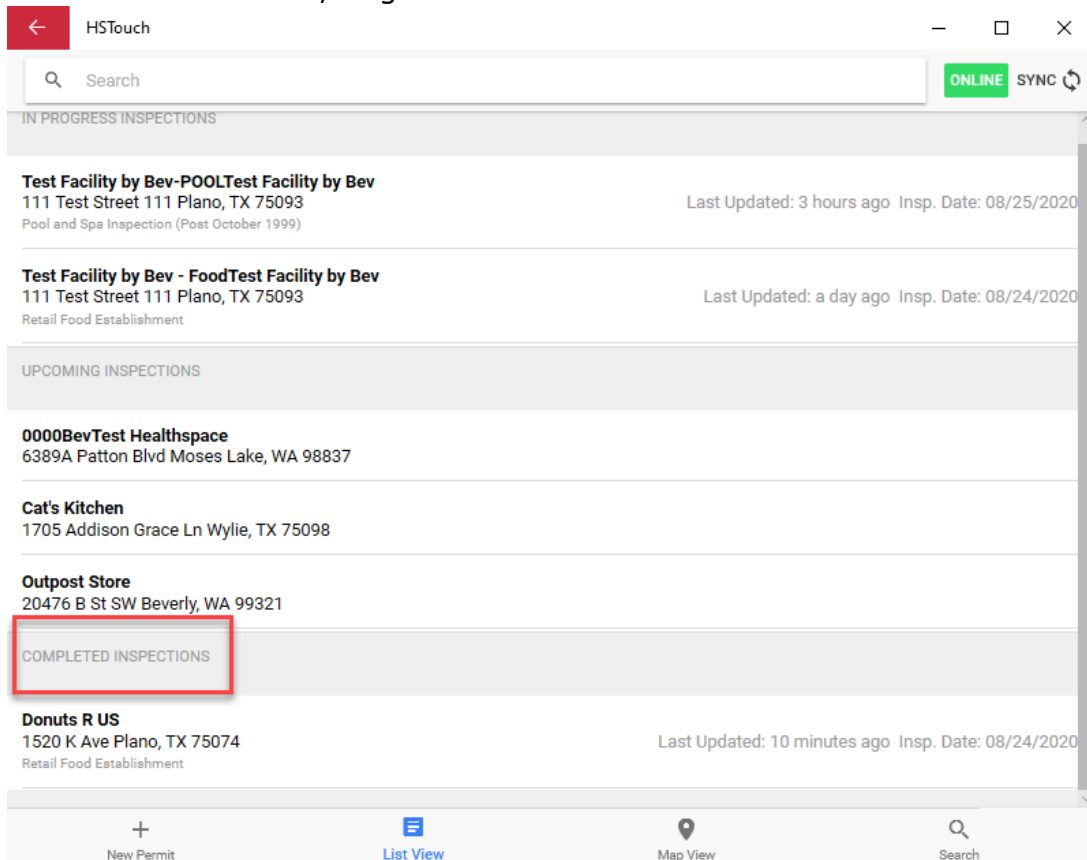 HSTouch
Search
ONLINE SYNC
IN PROGRESS INSPECTIONS
Test Facility by Bev-POOLTest Facility by Bev
111 Test Street 111 Plano, TX 75093
Last Updated: 3 hours ago Insp. Date: 08/25/2020
Pool and Spa Inspection (Post October 1999)
Test Facility by Bev - FoodTest Facility by Bev
111 Test Street 111 Plano, TX 75093
Last Updated: a day ago Insp. Date: 08/24/2020
Retail Food Establishment
UPCOMING INSPECTIONS
0000BevTest Healthspace
6389A Patton Blvd Moses Lake, WA 98837
Cat's Kitchen
1705 Addison Grace Ln Wylie, TX 75098
Outpost Store
20476 B St SW Beverly, WA 99321
COMPLETED INSPECTIONS
Donuts R US
1520 K Ave Plano, TX 75074
Last Updated: 10 minutes ago Insp. Date: 08/24/2020
Retail Food Establishment
New Permit
List View
Map View
Search